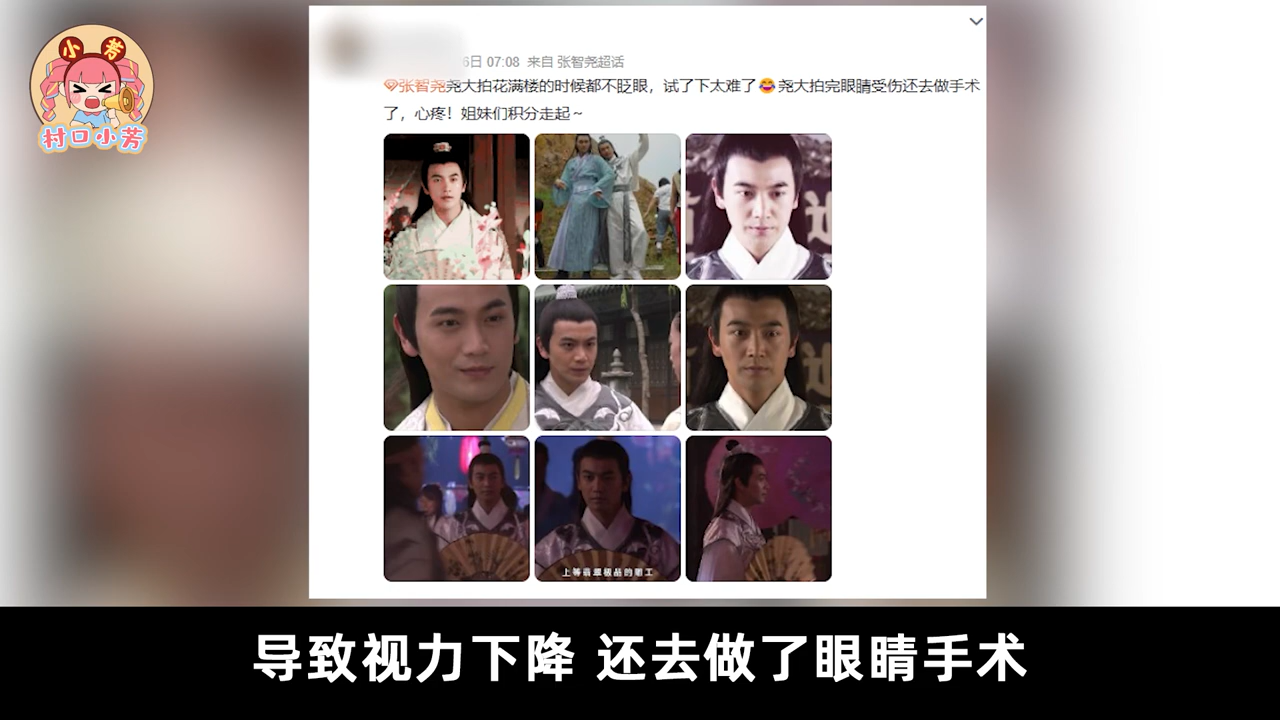 小芳
村口小芳
6日 07:08 来自 张智尧超话
张智尧尧大拍花满楼的时候都不眨眼，试了下太难了😂尧大拍完眼睛受伤还去做手术
了，心疼！姐妹们积分走起～
上等翡翠极品的雕工
导致视力下降 还去做了眼睛手术